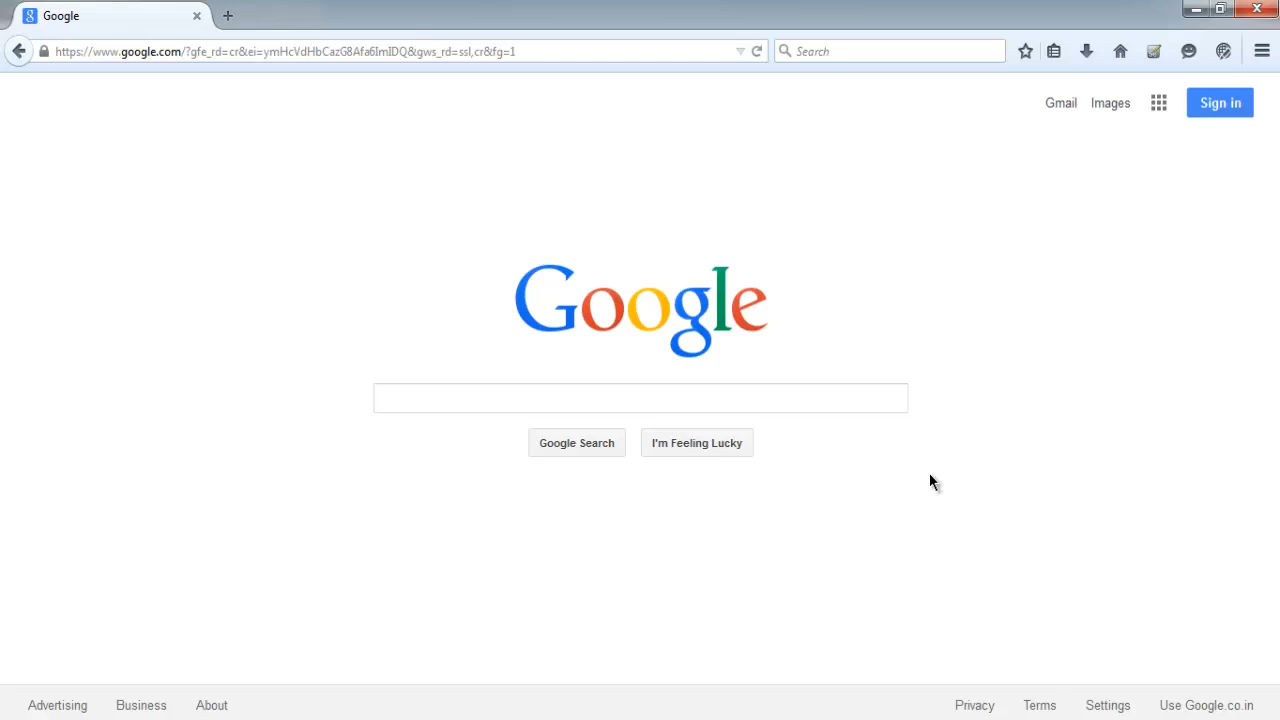 Google
https://www.google.com/?gfe_rd=cr&ei=ymHcVdHbCazG8Afa6ImIDQ&gws_rd=ssl,cr&fg=1
Search
Gmail Images Sign in
Google
Google Search I'm Feeling Lucky
Advertising Business About Privacy Terms Settings Use Google.co.in